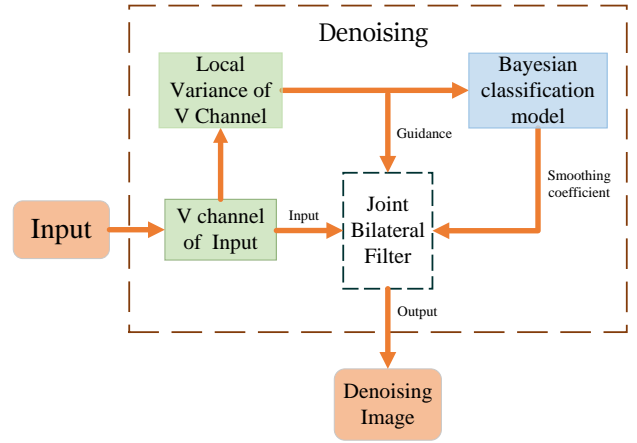 Denoising
Local
Variance of
V Channel
Bayesian
classification
model
Guidance
Smoothing
coefficient
Input
V channel
of Input
Input
Joint
Bilateral
Filter
Output
Denoising
Image